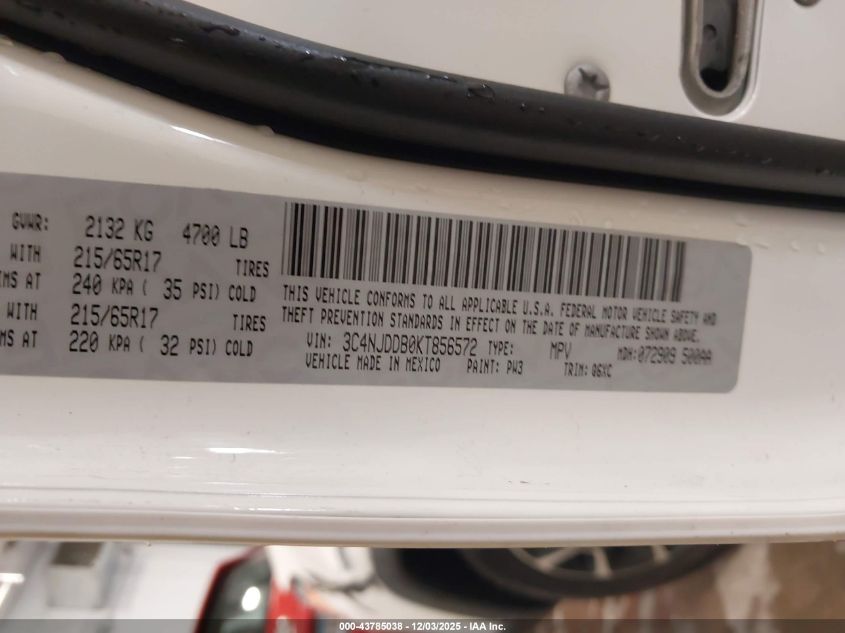 GVWR: 2132 KG 4700 LB
WITH 215/65R17 TIRES
MS AT 240 KPA ( 35 PSI) COLD
WITH 215/65R17 TIRES
MS AT 220 KPA ( 32 PSI) COLD
THIS VEHICLE CONFORMS TO ALL APPLICABLE U.S.A. FEDERAL MOTOR VEHICLE SAFETY AND
THEFT PREVENTION STANDARDS IN EFFECT ON THE DATE OF MANUFACTURE SHOWN ABOVE.
VIN: 3C4NJDDB0KT856572 TYPE: MPV MDH: 072909 500AA
VEHICLE MADE IN MEXICO PAINT: PW3 TRIM: Q6XC
000-43785038 - 12/03/2025 - IAA Inc.